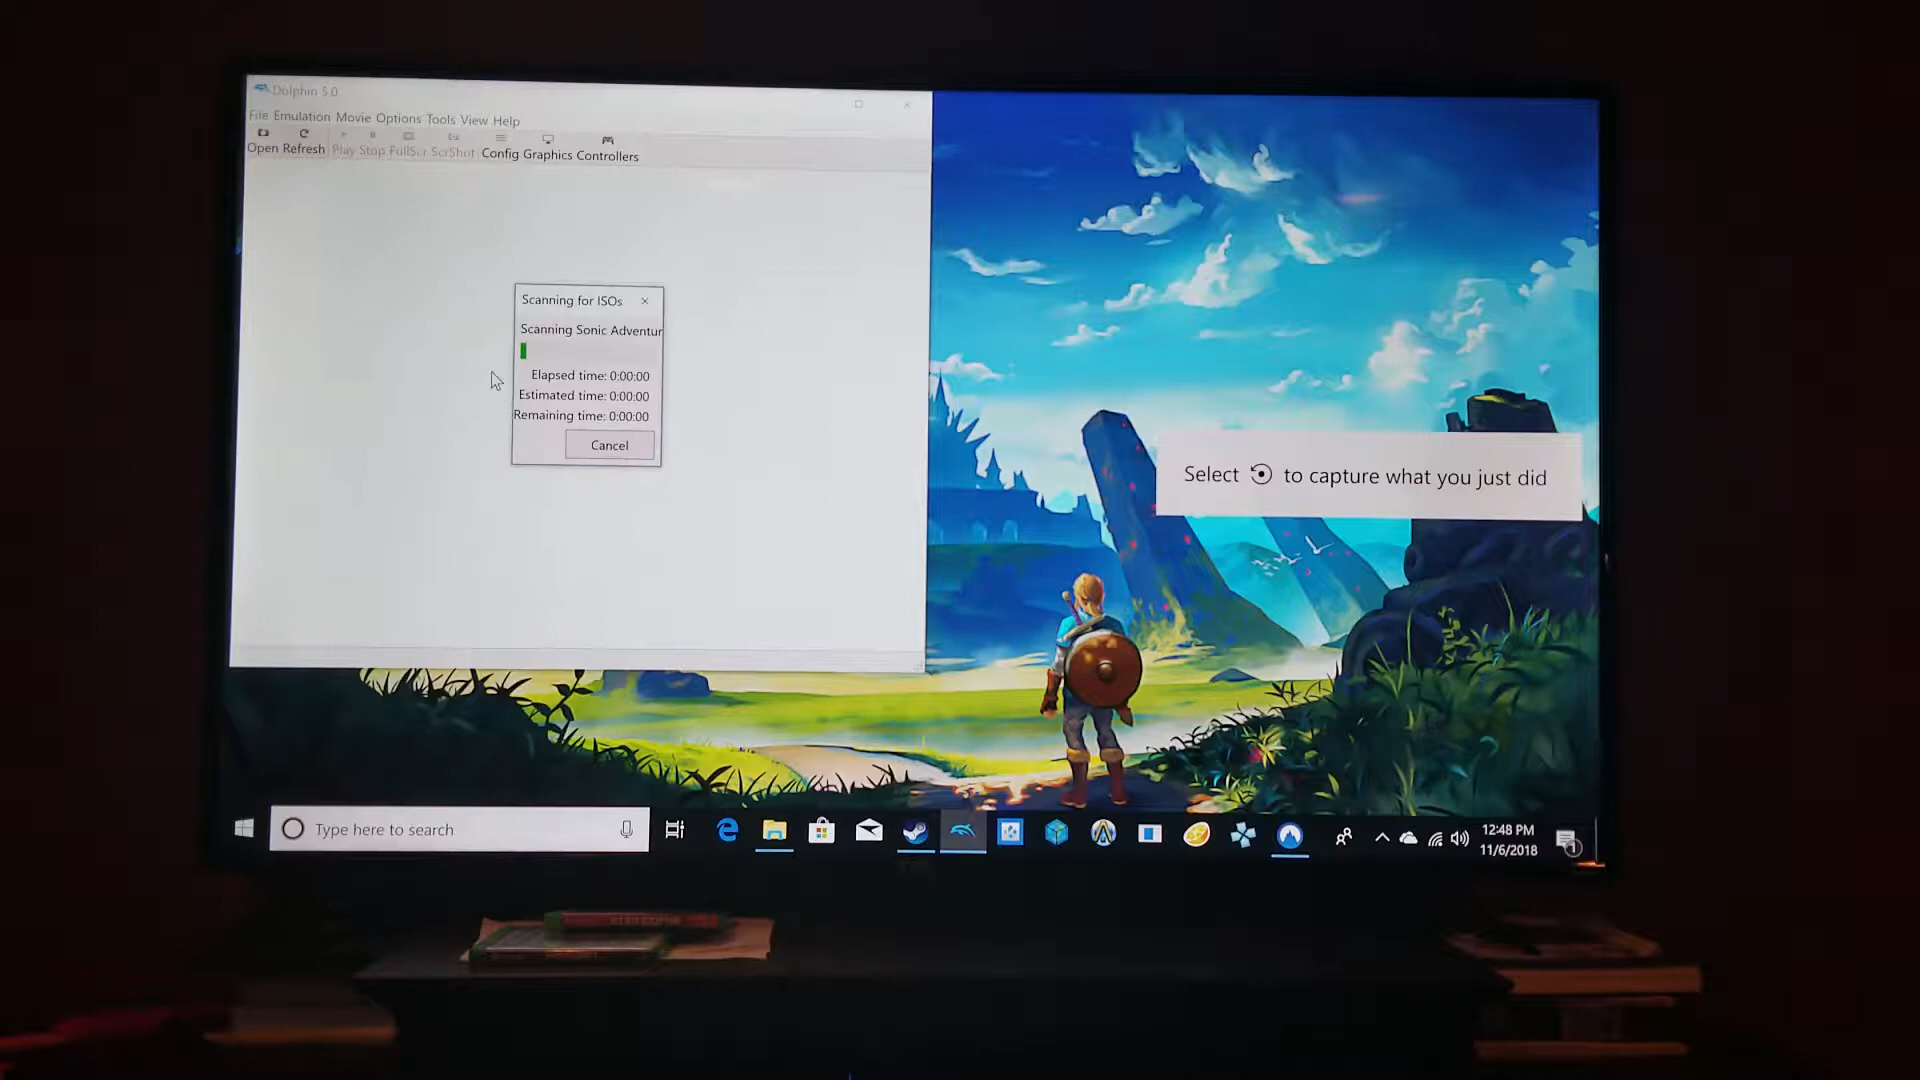 Dolphin 5.0
File Emulation Movie Options Tools View Help
Open Refresh Play Stop FullScr ScrShot Config Graphics Controllers
Scanning for ISOs
Scanning Sonic Adventur
Elapsed time: 0:00:00
Estimated time: 0:00:00
Remaining time: 0:00:00
Cancel
Select to capture what you just did
Type here to search
12:48 PM
11/6/2018
1